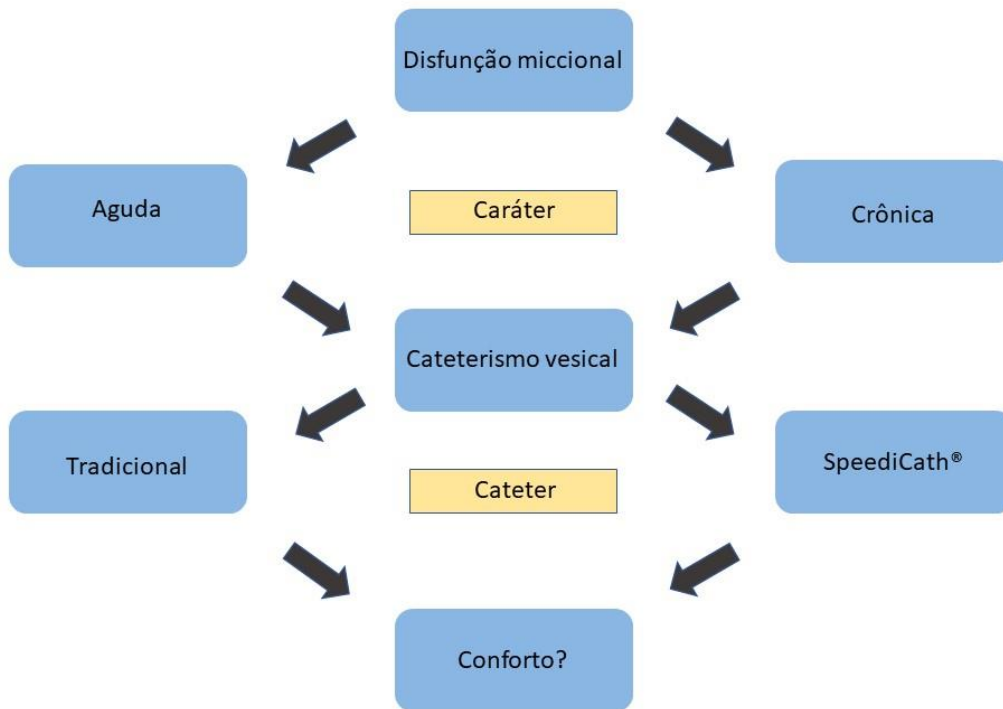 Disfunção miccional
Aguda
Caráter
Crônica
Cateterismo vesical
Tradicional
Cateter
SpeediCath®
Conforto?